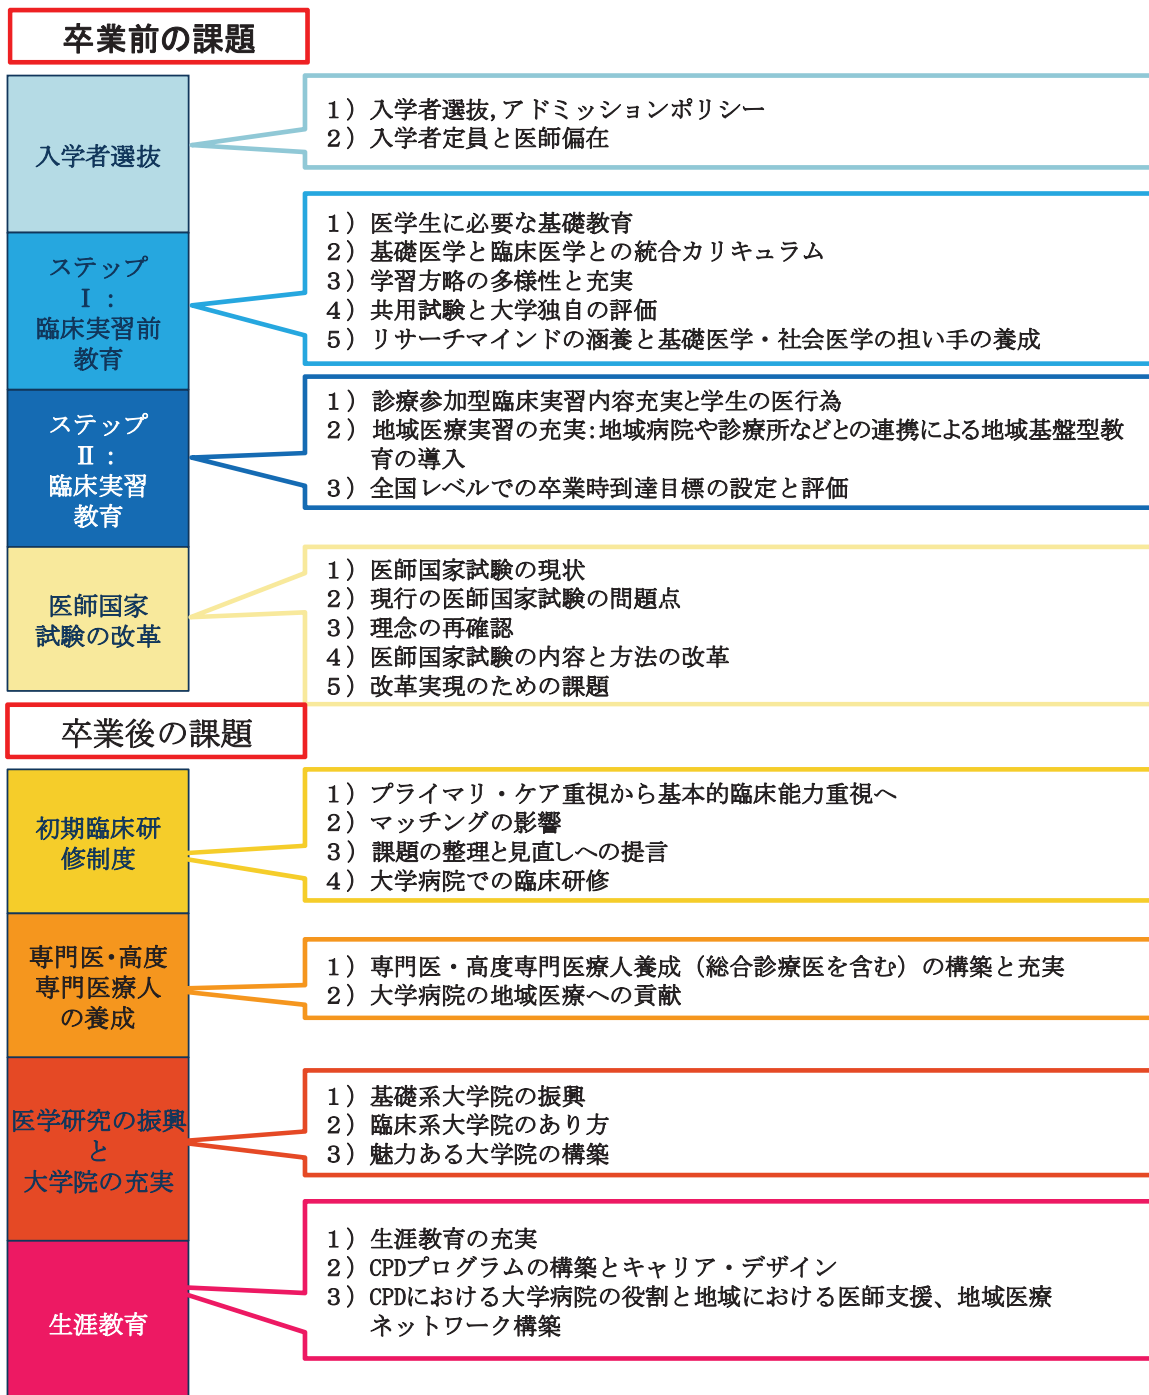 卒業前の課題
入学者選抜
1）入学者選抜,アドミッションポリシー
2）入学者定員と医師偏在
ステップ
Ⅰ：
臨床実習前
教育
1）医学生に必要な基礎教育
2）基礎医学と臨床医学との統合カリキュラム
3）学習方略の多様性と充実
4）共用試験と大学独自の評価
5）リサーチマインドの涵養と基礎医学・社会医学の担い手の養成
ステップ
Ⅱ：
臨床実習
教育
1）診療参加型臨床実習内容充実と学生の医行為
2）地域医療実習の充実：地域病院や診療所などとの連携による地域基盤型教
育の導入
3）全国レベルでの卒業時到達目標の設定と評価
医師国家
試験の改革
1）医師国家試験の現状
2）現行の医師国家試験の問題点
3）理念の再確認
4）医師国家試験の内容と方法の改革
5）改革実現のための課題
卒業後の課題
初期臨床研
修制度
1）プライマリ・ケア重視から基本的臨床能力重視へ
2）マッチングの影響
3）課題の整理と見直しへの提言
4）大学病院での臨床研修
専門医・高度
専門医療人
の養成
1）専門医・高度専門医療人養成（総合診療医を含む）の構築と充実
2）大学病院の地域医療への貢献
医学研究の振興
と
大学院の充実
1）基礎系大学院の振興
2）臨床系大学院のあり方
3）魅力ある大学院の構築
生涯教育
1）生涯教育の充実
2）CPDプログラムの構築とキャリア・デザイン
3）CPDにおける大学病院の役割と地域における医師支援、地域医療
ネットワーク構築